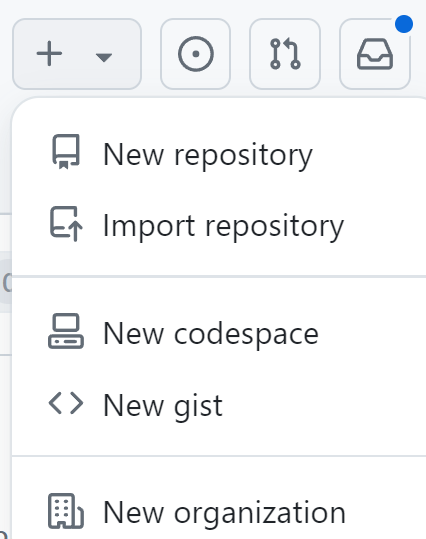 New repository
Import repository
New codespace
New gist
New organization